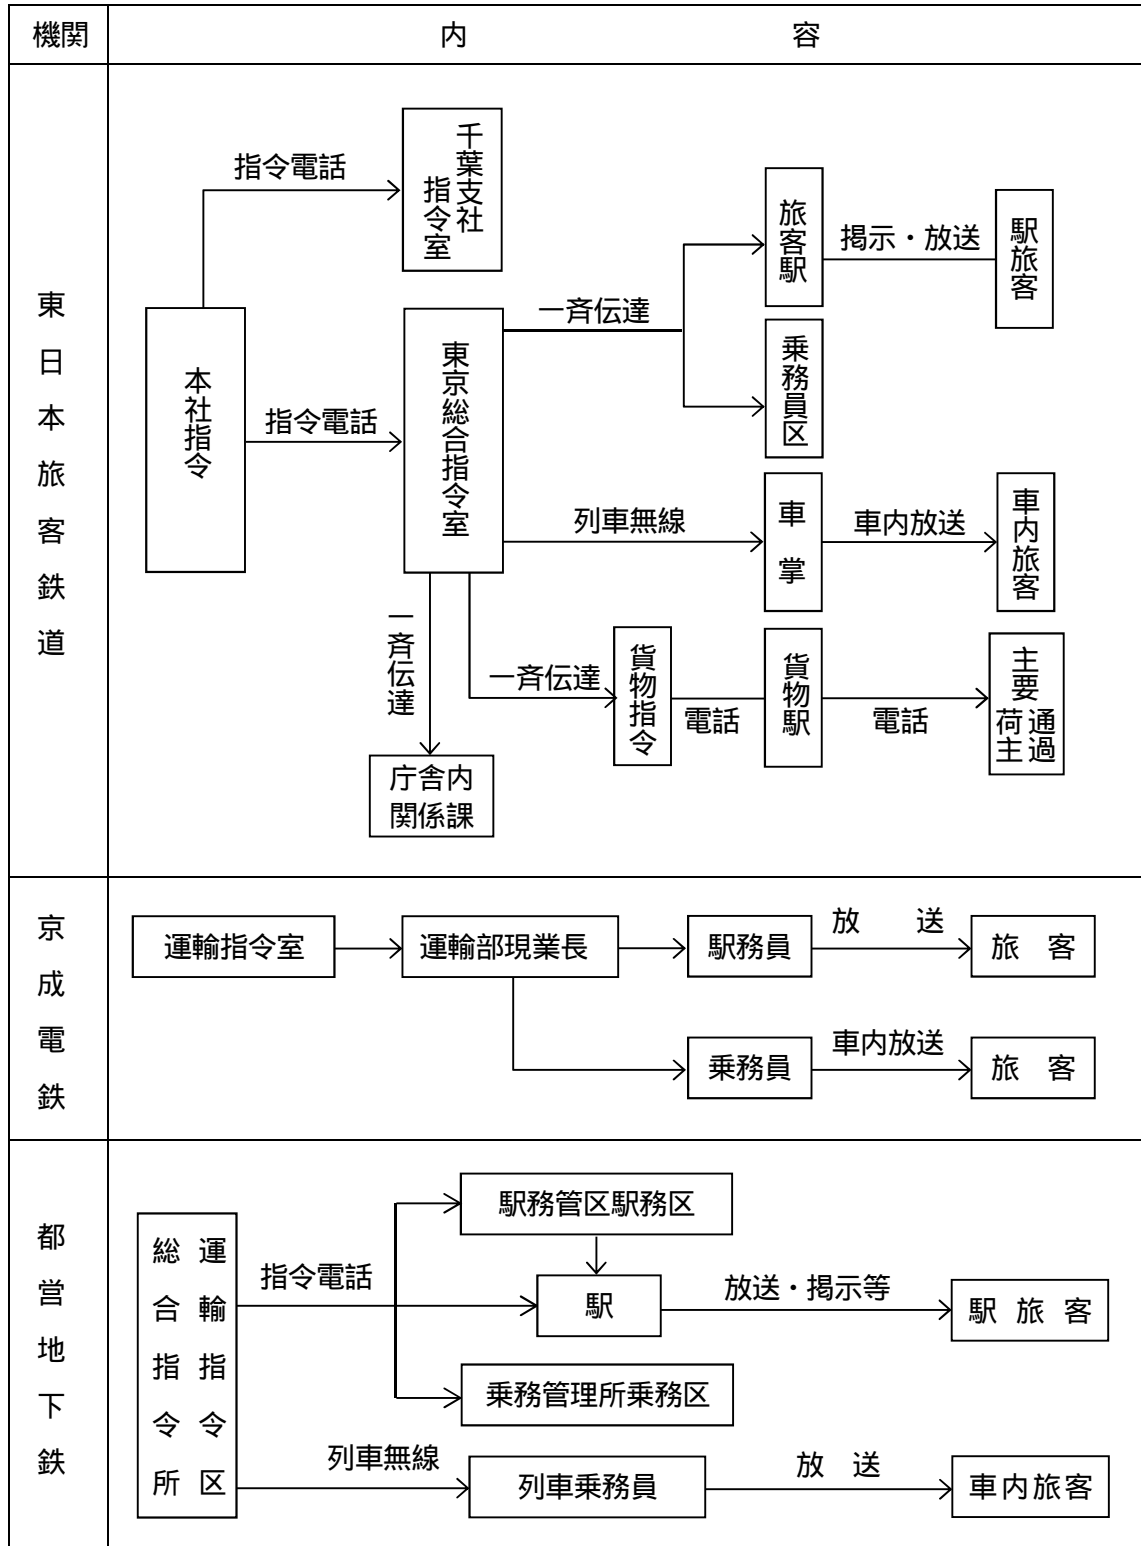 機関
内　容
東日本旅客鉄道
指令電話
千葉支社
指令室
本社指令
指令電話
東京総合指令室
一斉伝達
旅客駅
掲示・放送
駅旅客
乗務員区
列車無線
車掌
車内放送
車内旅客
一斉伝達
一斉伝達
貨物指令
電話
貨物駅
電話
主要
通過
荷主
庁舎内
関係課
京成電鉄
運輸指令室
運輸部現業長
駅務員
放　送
旅　客
乗務員
車内放送
旅　客
都営地下鉄
運輸指令区
総合指令所
指令電話
駅務管区駅務区
駅
放送・掲示等
駅旅客
乗務管理所乗務区
列車無線
列車乗務員
放　送
車内旅客